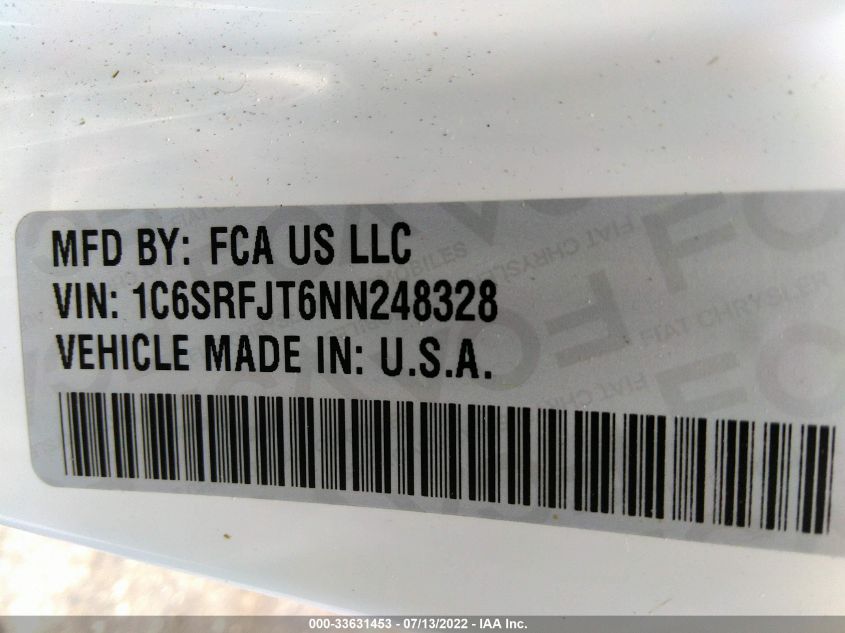 MFD BY: FCA US LLC
VIN: 1C6SRFJT6NN248328
VEHICLE MADE IN: U.S.A.
000-33631453 - 07/13/2022 - IAA Inc.